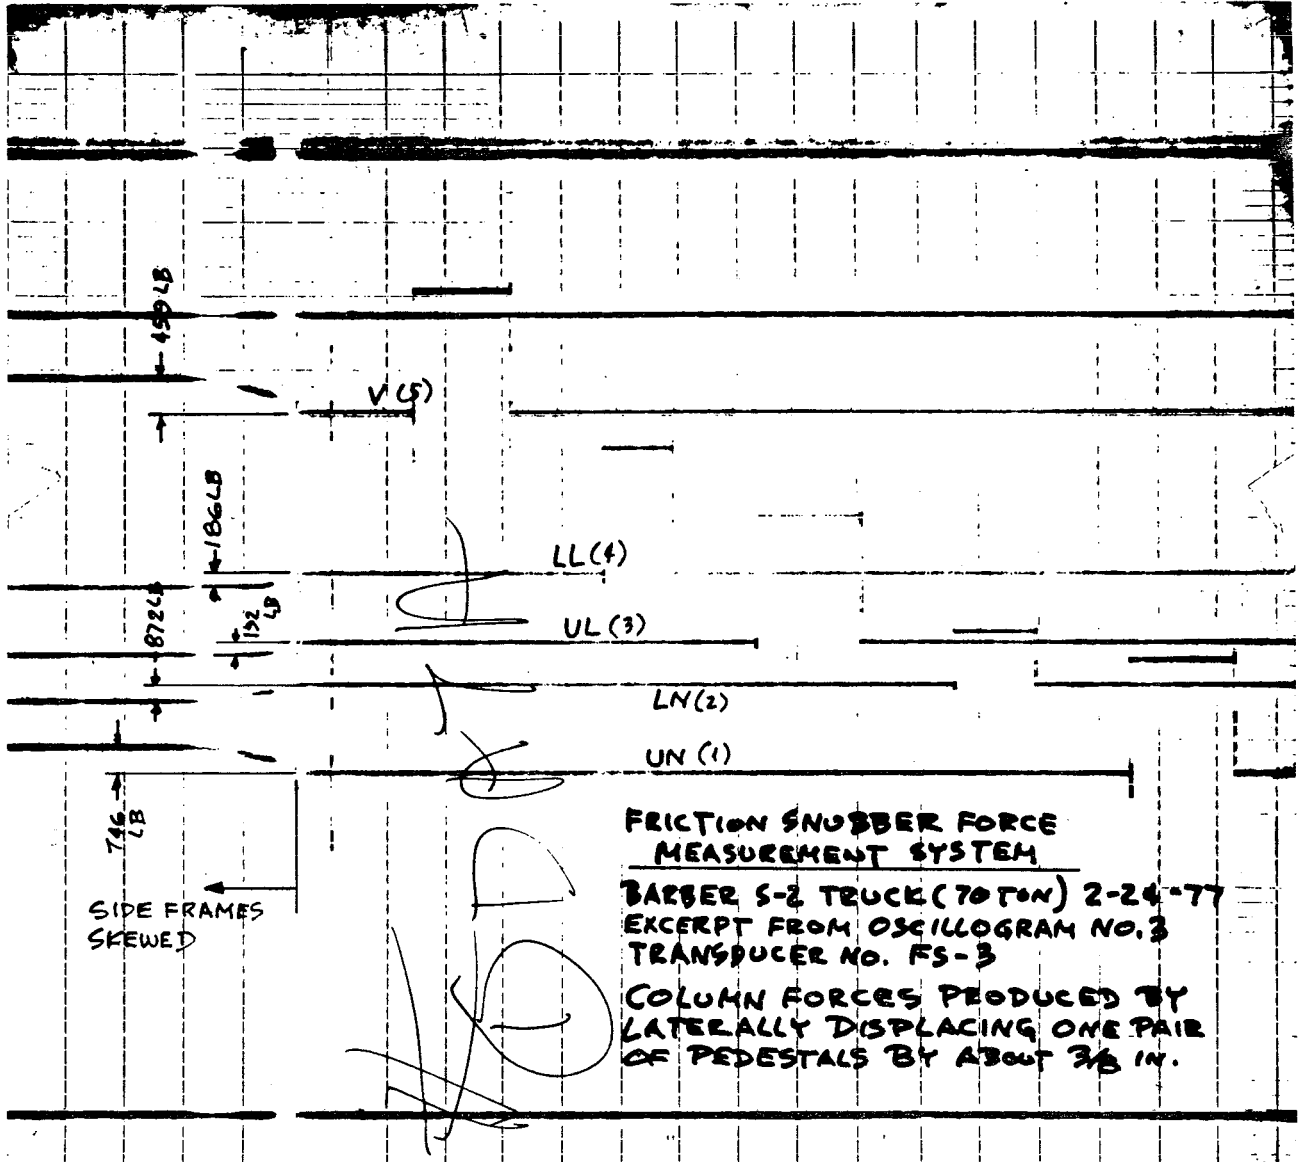 459 LB
V (5)
186 LB
LL (4)
872 LB
132
LB
UL (3)
LN (2)
UN (1)
746
LB
SIDE FRAMES
SKEWED
FRICTION SNUBBER FORCE
MEASUREMENT SYSTEM
BARBER S-2 TRUCK (70 TON) 2-24-77
EXCERPT FROM OSCILLOGRAM NO. 3
TRANSDUCER NO. FS-3
COLUMN FORCES PRODUCED BY
LATERALLY DISPLACING ONE PAIR
OF PEDESTALS BY ABOUT 3/8 IN.